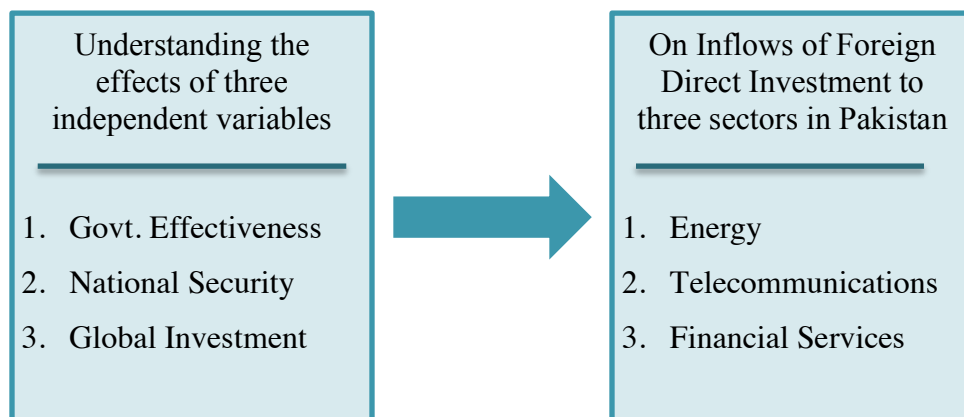 Understanding the
effects of three
independent variables
1. Govt. Effectiveness
2. National Security
3. Global Investment
On Inflows of Foreign
Direct Investment to
three sectors in Pakistan
1. Energy
2. Telecommunications
3. Financial Services